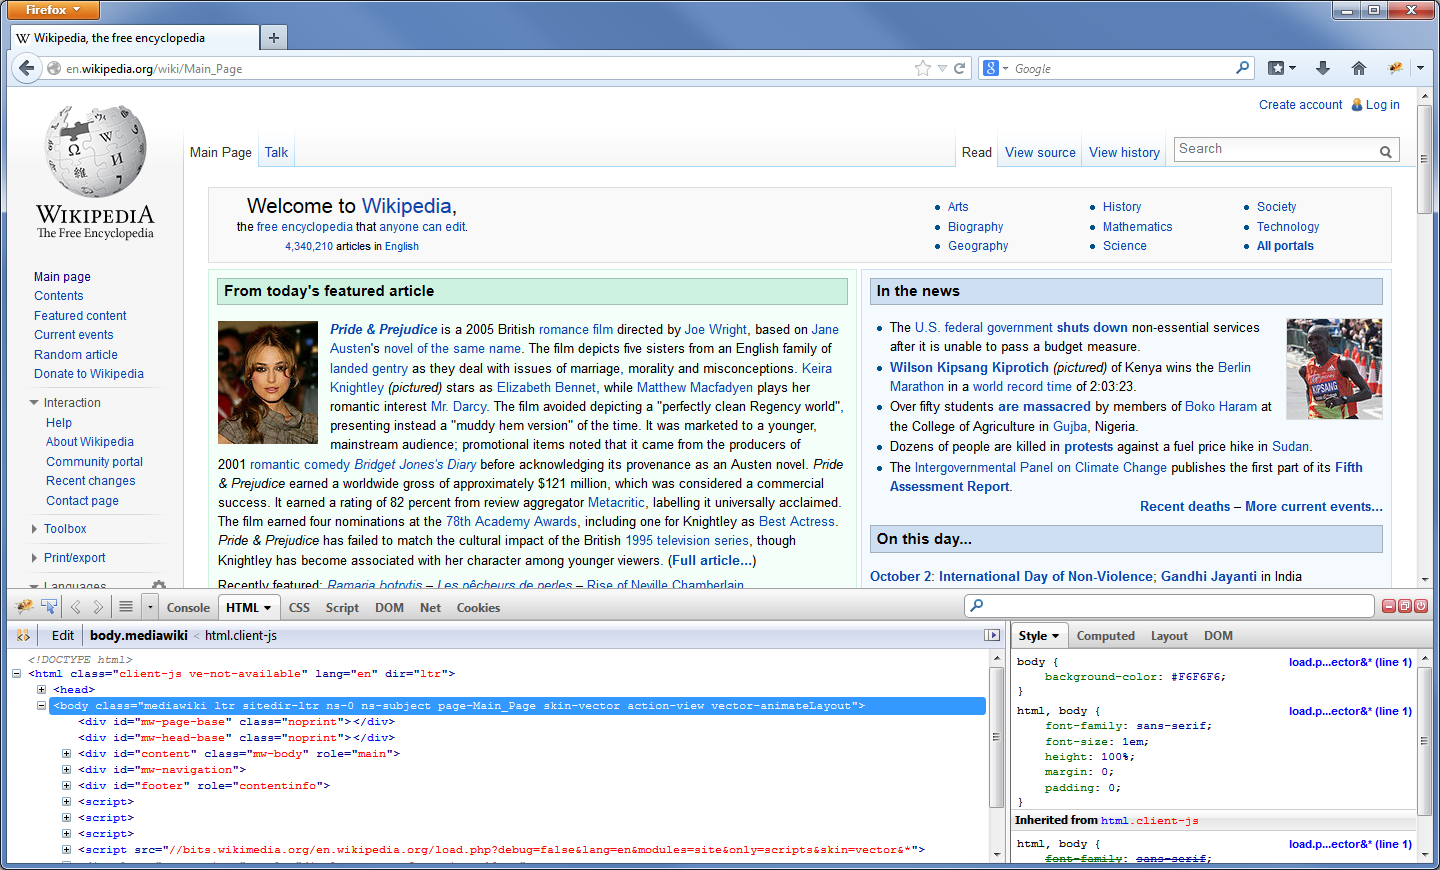 Firefox
Wikipedia, the free encyclopedia
en.wikipedia.org/wiki/Main_Page
Google
Create account
Log in
Ω
W
И
維
WIKIPEDIA
The Free Encyclopedia
Main Page
Talk
Read
View source
View history
Search
Welcome to Wikipedia,
the free encyclopedia that anyone can edit.
4,340,210 articles in English
Arts
Biography
Geography
History
Mathematics
Science
Society
Technology
All portals
Main page
Contents
Featured content
Current events
Random article
Donate to Wikipedia
Interaction
Help
About Wikipedia
Community portal
Recent changes
Contact page
Toolbox
Print/export
Languages
From today's featured article
Pride & Prejudice is a 2005 British romance film directed by Joe Wright, based on Jane
Austen's novel of the same name. The film depicts five sisters from an English family of
landed gentry as they deal with issues of marriage, morality and misconceptions. Keira
Knightley (pictured) stars as Elizabeth Bennet, while Matthew Macfadyen plays her
romantic interest Mr. Darcy. The film avoided depicting a "perfectly clean Regency world",
presenting instead a "muddy hem version" of the time. It was marketed to a younger,
mainstream audience; promotional items noted that it came from the producers of
2001 romantic comedy Bridget Jones's Diary before acknowledging its provenance as an Austen novel. Pride
& Prejudice earned a worldwide gross of approximately $121 million, which was considered a commercial
success. It earned a rating of 82 percent from review aggregator Metacritic, labelling it universally acclaimed.
The film earned four nominations at the 78th Academy Awards, including one for Knightley as Best Actress.
Pride & Prejudice has failed to match the cultural impact of the British 1995 television series, though
Knightley has become associated with her character among younger viewers. (Full article...)
Recently featured: Ramaria botrytis – Les pêcheurs de perles – Rise of Neville Chamberlain
In the news
The U.S. federal government shuts down non-essential services
after it is unable to pass a budget measure.
Wilson Kipsang Kiprotich (pictured) of Kenya wins the Berlin
Marathon in a world record time of 2:03:23.
Over fifty students are massacred by members of Boko Haram at
the College of Agriculture in Gujba, Nigeria.
Dozens of people are killed in protests against a fuel price hike in Sudan.
The Intergovernmental Panel on Climate Change publishes the first part of its Fifth
Assessment Report.
KIPSANG
Recent deaths – More current events...
On this day...
October 2: International Day of Non-Violence; Gandhi Jayanti in India
Console
HTML
CSS
Script
DOM
Net
Cookies
Edit
body.mediawiki < html.client-js
<!DOCTYPE html>
<html class="client-js ve-not-available" lang="en" dir="ltr">
<head>
<body class="mediawiki ltr sitedir-ltr ns-0 ns-subject page-Main_Page skin-vector action-view vector-animateLayout">
<div id="mw-page-base" class="noprint"></div>
<div id="mw-head-base" class="noprint"></div>
<div id="content" class="mw-body" role="main">
<div id="mw-navigation">
<div id="footer" role="contentinfo">
<script>
<script>
<script>
<script src="//bits.wikimedia.org/en.wikipedia.org/load.php?debug=false&lang=en&modules=site&only=scripts&skin=vector&*">
Style
Computed
Layout
DOM
body {
load.p...ector&* (line 1)
background-color: #F6F6F6;
}
html, body {
load.p...ector&* (line 1)
font-family: sans-serif;
font-size: 1em;
height: 100%;
margin: 0;
padding: 0;
}
Inherited from html.client-js
html, body {
load.p...ector&* (line 1)
font-family: sans-serif;